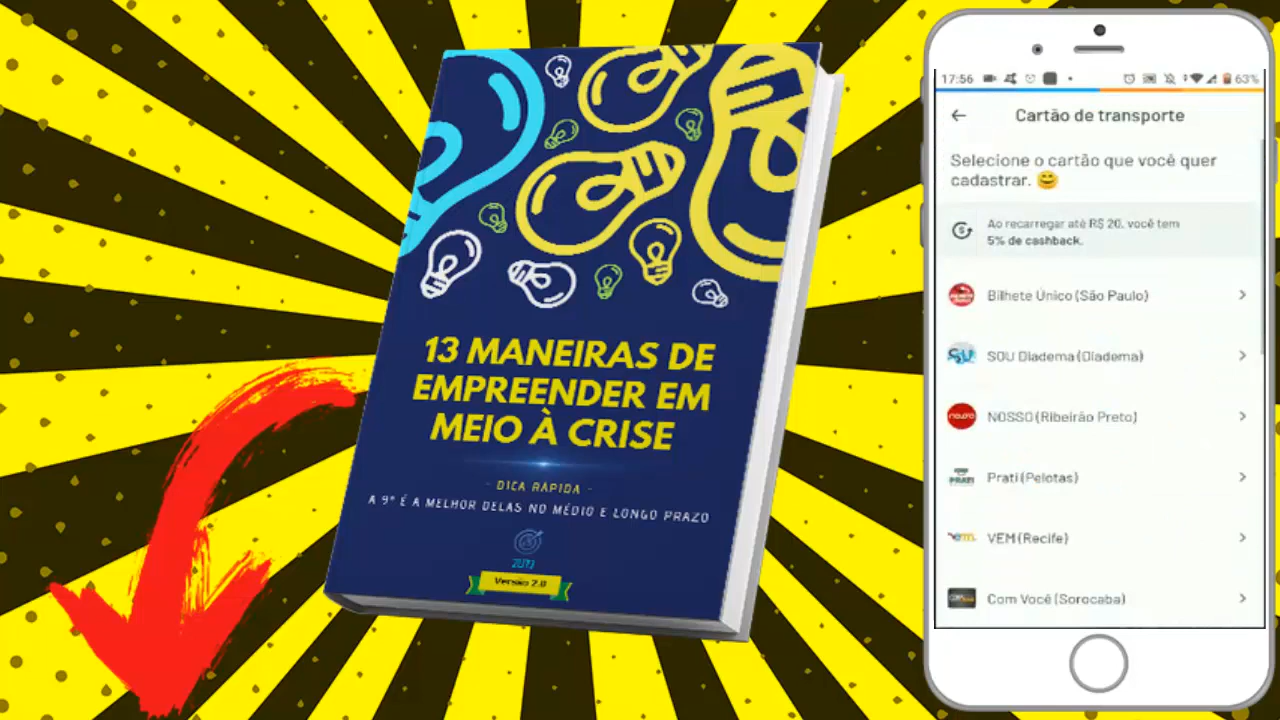 13 MANEIRAS DE
EMPREENDER EM
MEIO À CRISE
- DICA RÁPIDA -
A 9ª É A MELHOR DELAS NO MÉDIO E LONGO PRAZO
Versão 2.0
17:56
63%
Cartão de transporte
Selecione o cartão que você quer
cadastrar.
Ao recarregar até R$ 20, você tem
5% de cashback.
Bilhete Único (São Paulo)
SOU Diadema (Diadema)
NOSSO (Ribeirão Preto)
PRATI
Prati (Pelotas)
VEM (Recife)
Com Você (Sorocaba)